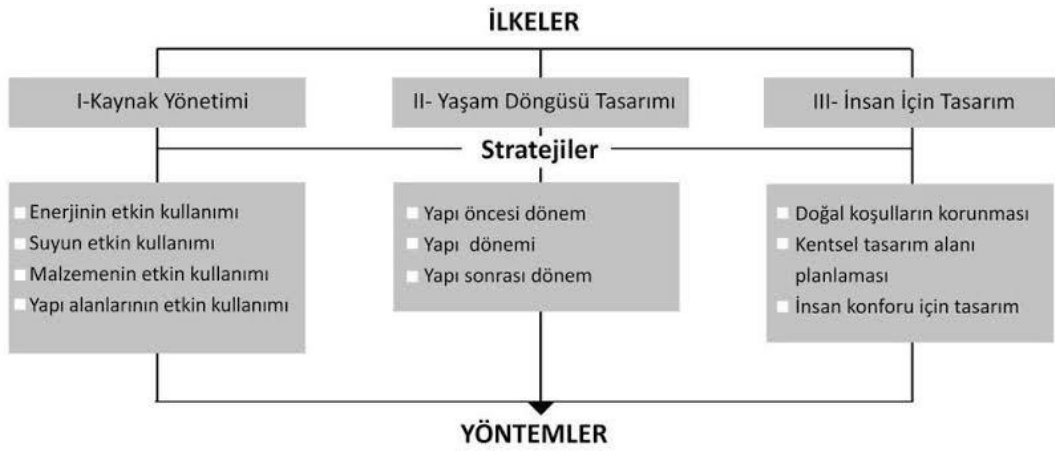 İLKELER
I-Kaynak Yönetimi
II- Yaşam Döngüsü Tasarımı
III- İnsan İçin Tasarım
Stratejiler
Enerjinin etkin kullanımı
Suyun etkin kullanımı
Malzemenin etkin kullanımı
Yapı alanlarının etkin kullanımı
Yapı öncesi dönem
Yapı dönemi
Yapı sonrası dönem
Doğal koşulların korunması
Kentsel tasarım alanı
planlaması
İnsan konforu için tasarım
YÖNTEMLER